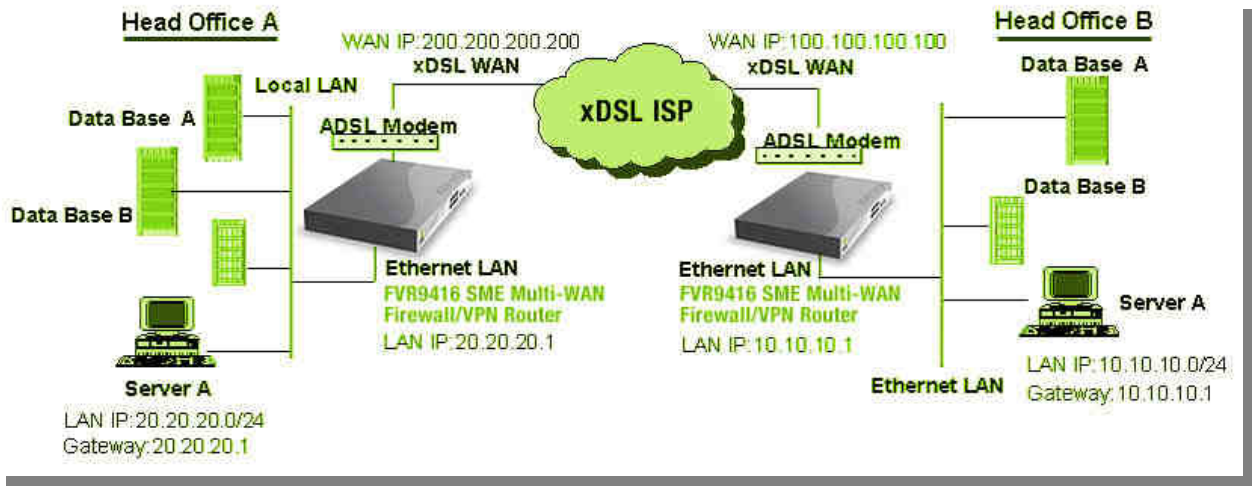 Head Office A
WAN IP:200.200.200.200
xDSL WAN
Local LAN
Data Base A
ADSL Modem
Data Base B
Ethernet LAN
FVR9416 SME Multi-WAN
Firewall/VPN Router
LAN IP:20.20.20.1
Server A
LAN IP:20.20.20.0/24
Gateway:20.20.20.1
xDSL ISP
Head Office B
WAN IP:100.100.100.100
xDSL WAN
Data Base A
ADSL Modem
Data Base B
Ethernet LAN
FVR9416 SME Multi-WAN
Firewall/VPN Router
LAN IP:10.10.10.1
Server A
LAN IP:10.10.10.0/24
Gateway:10.10.10.1
Ethernet LAN